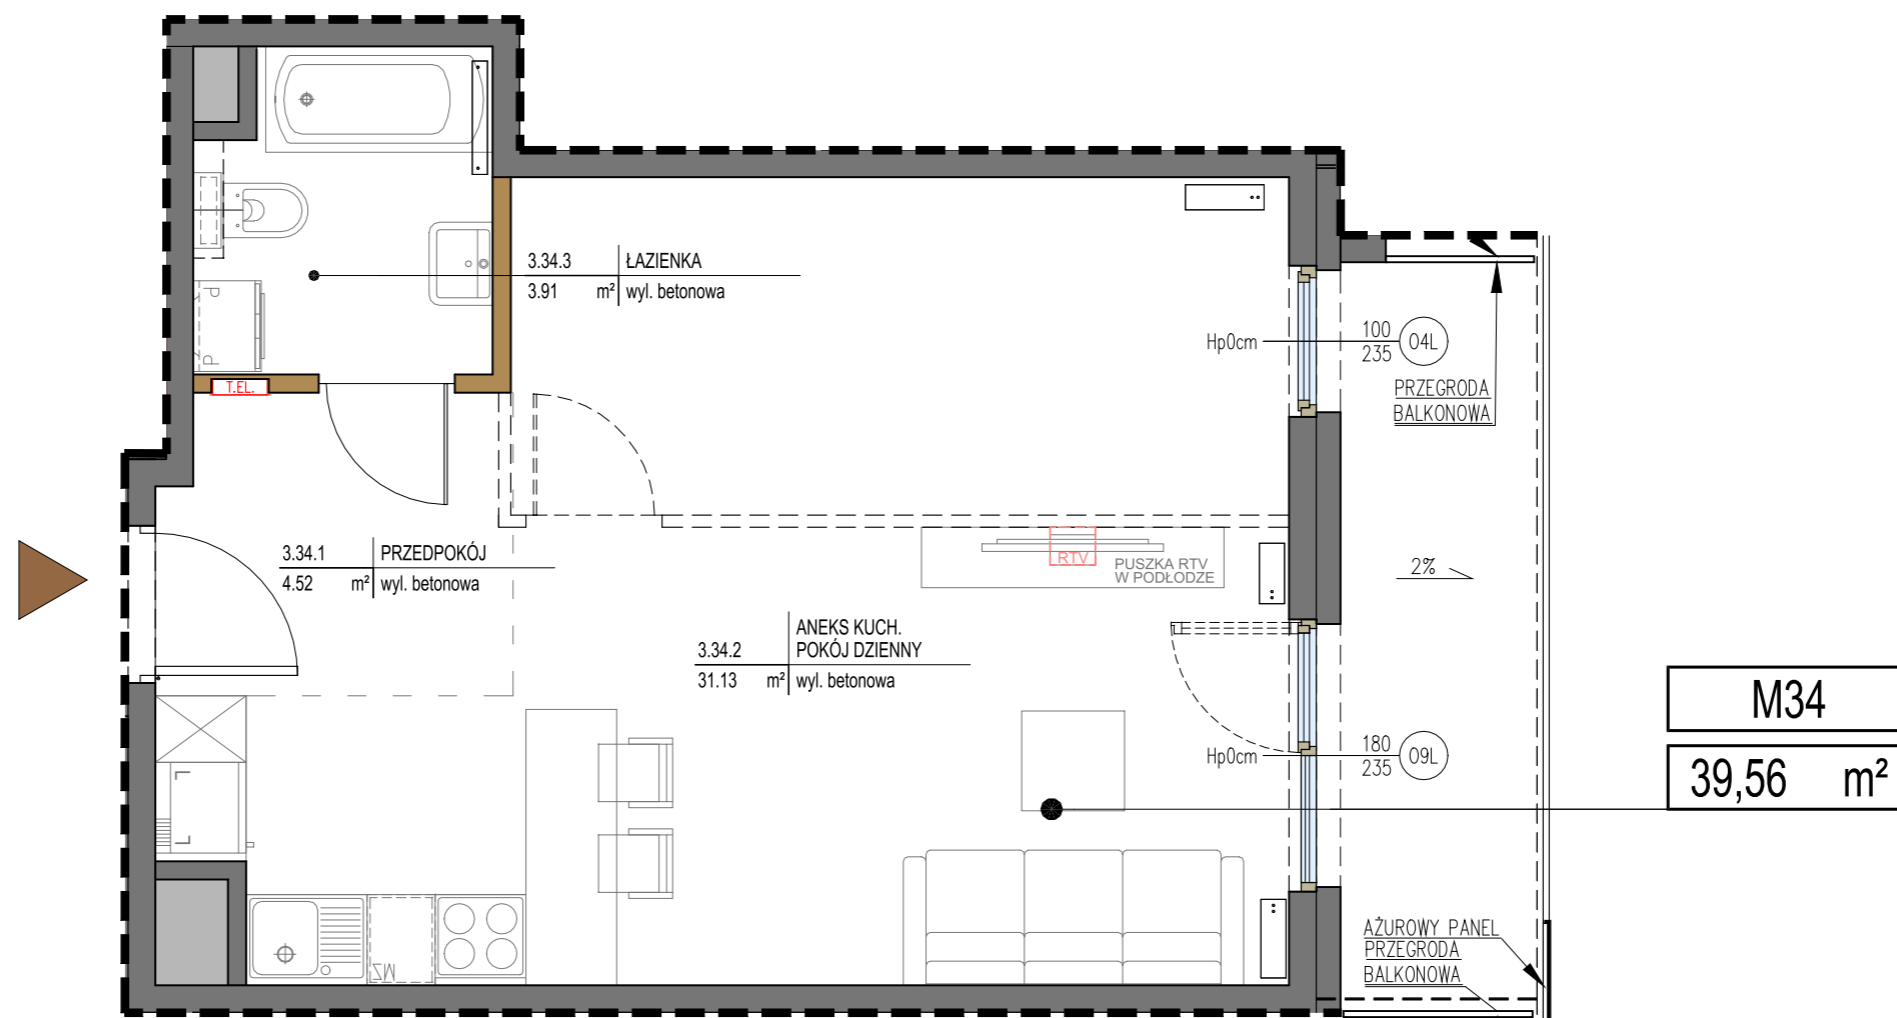 3.34.3 ŁAZIENKA
3.91 m² wyl. betonowa
T.EL.
P
P
Hp0cm
100
235
04L
PRZEGRODA
BALKONOWA
3.34.1 PRZEDPOKÓJ
4.52 m² wyl. betonowa
RTV
PUSZKA RTV
W PODŁODZE
2%
ANEKS KUCH.
3.34.2 POKÓJ DZIENNY
31.13 m² wyl. betonowa
Hp0cm
180
235
09L
M34
39,56 m²
AŻUROWY PANEL
PRZEGRODA
BALKONOWA
ZM